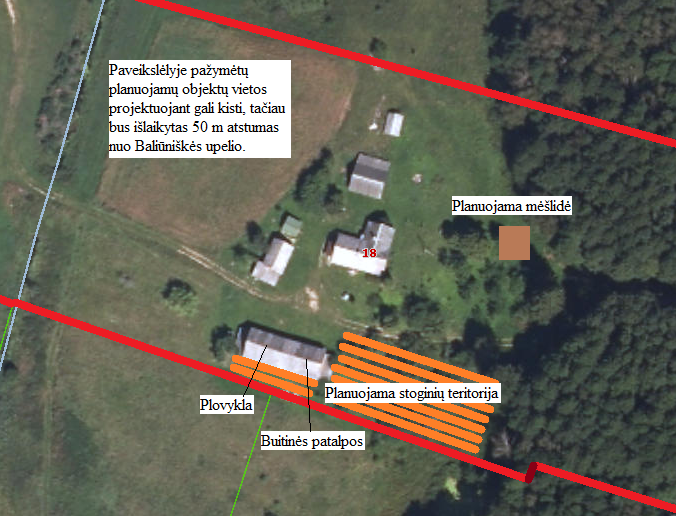 Paveikslėlyje pažymėtų
planuojamų objektų vietos
projektuojant gali kisti, tačiau
bus išlaikytas 50 m atstumas
nuo Baliūniškės upelio.
Planuojama mėšlidė
18
Planuojama stoginių teritorija
Plovykla
Buitinės patalpos